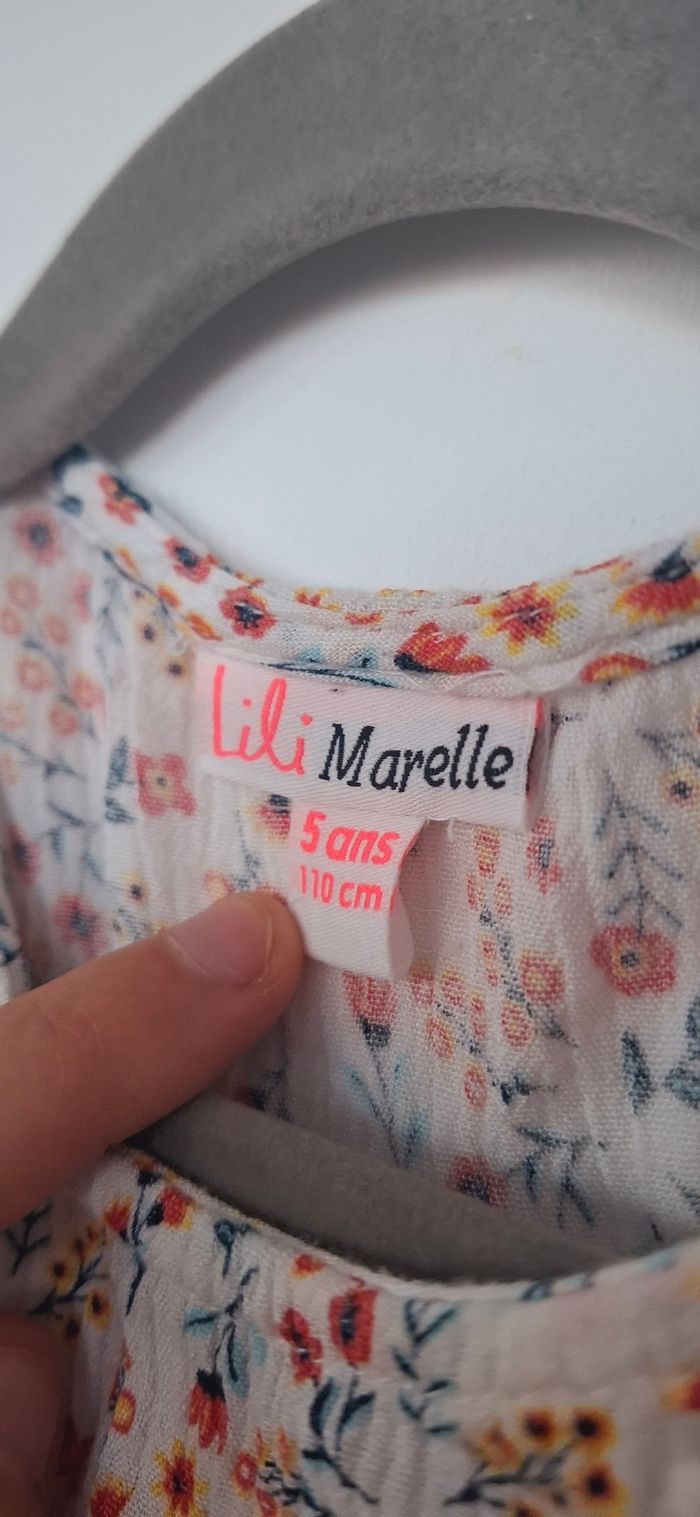 Lili Marelle
5 ans
110 cm